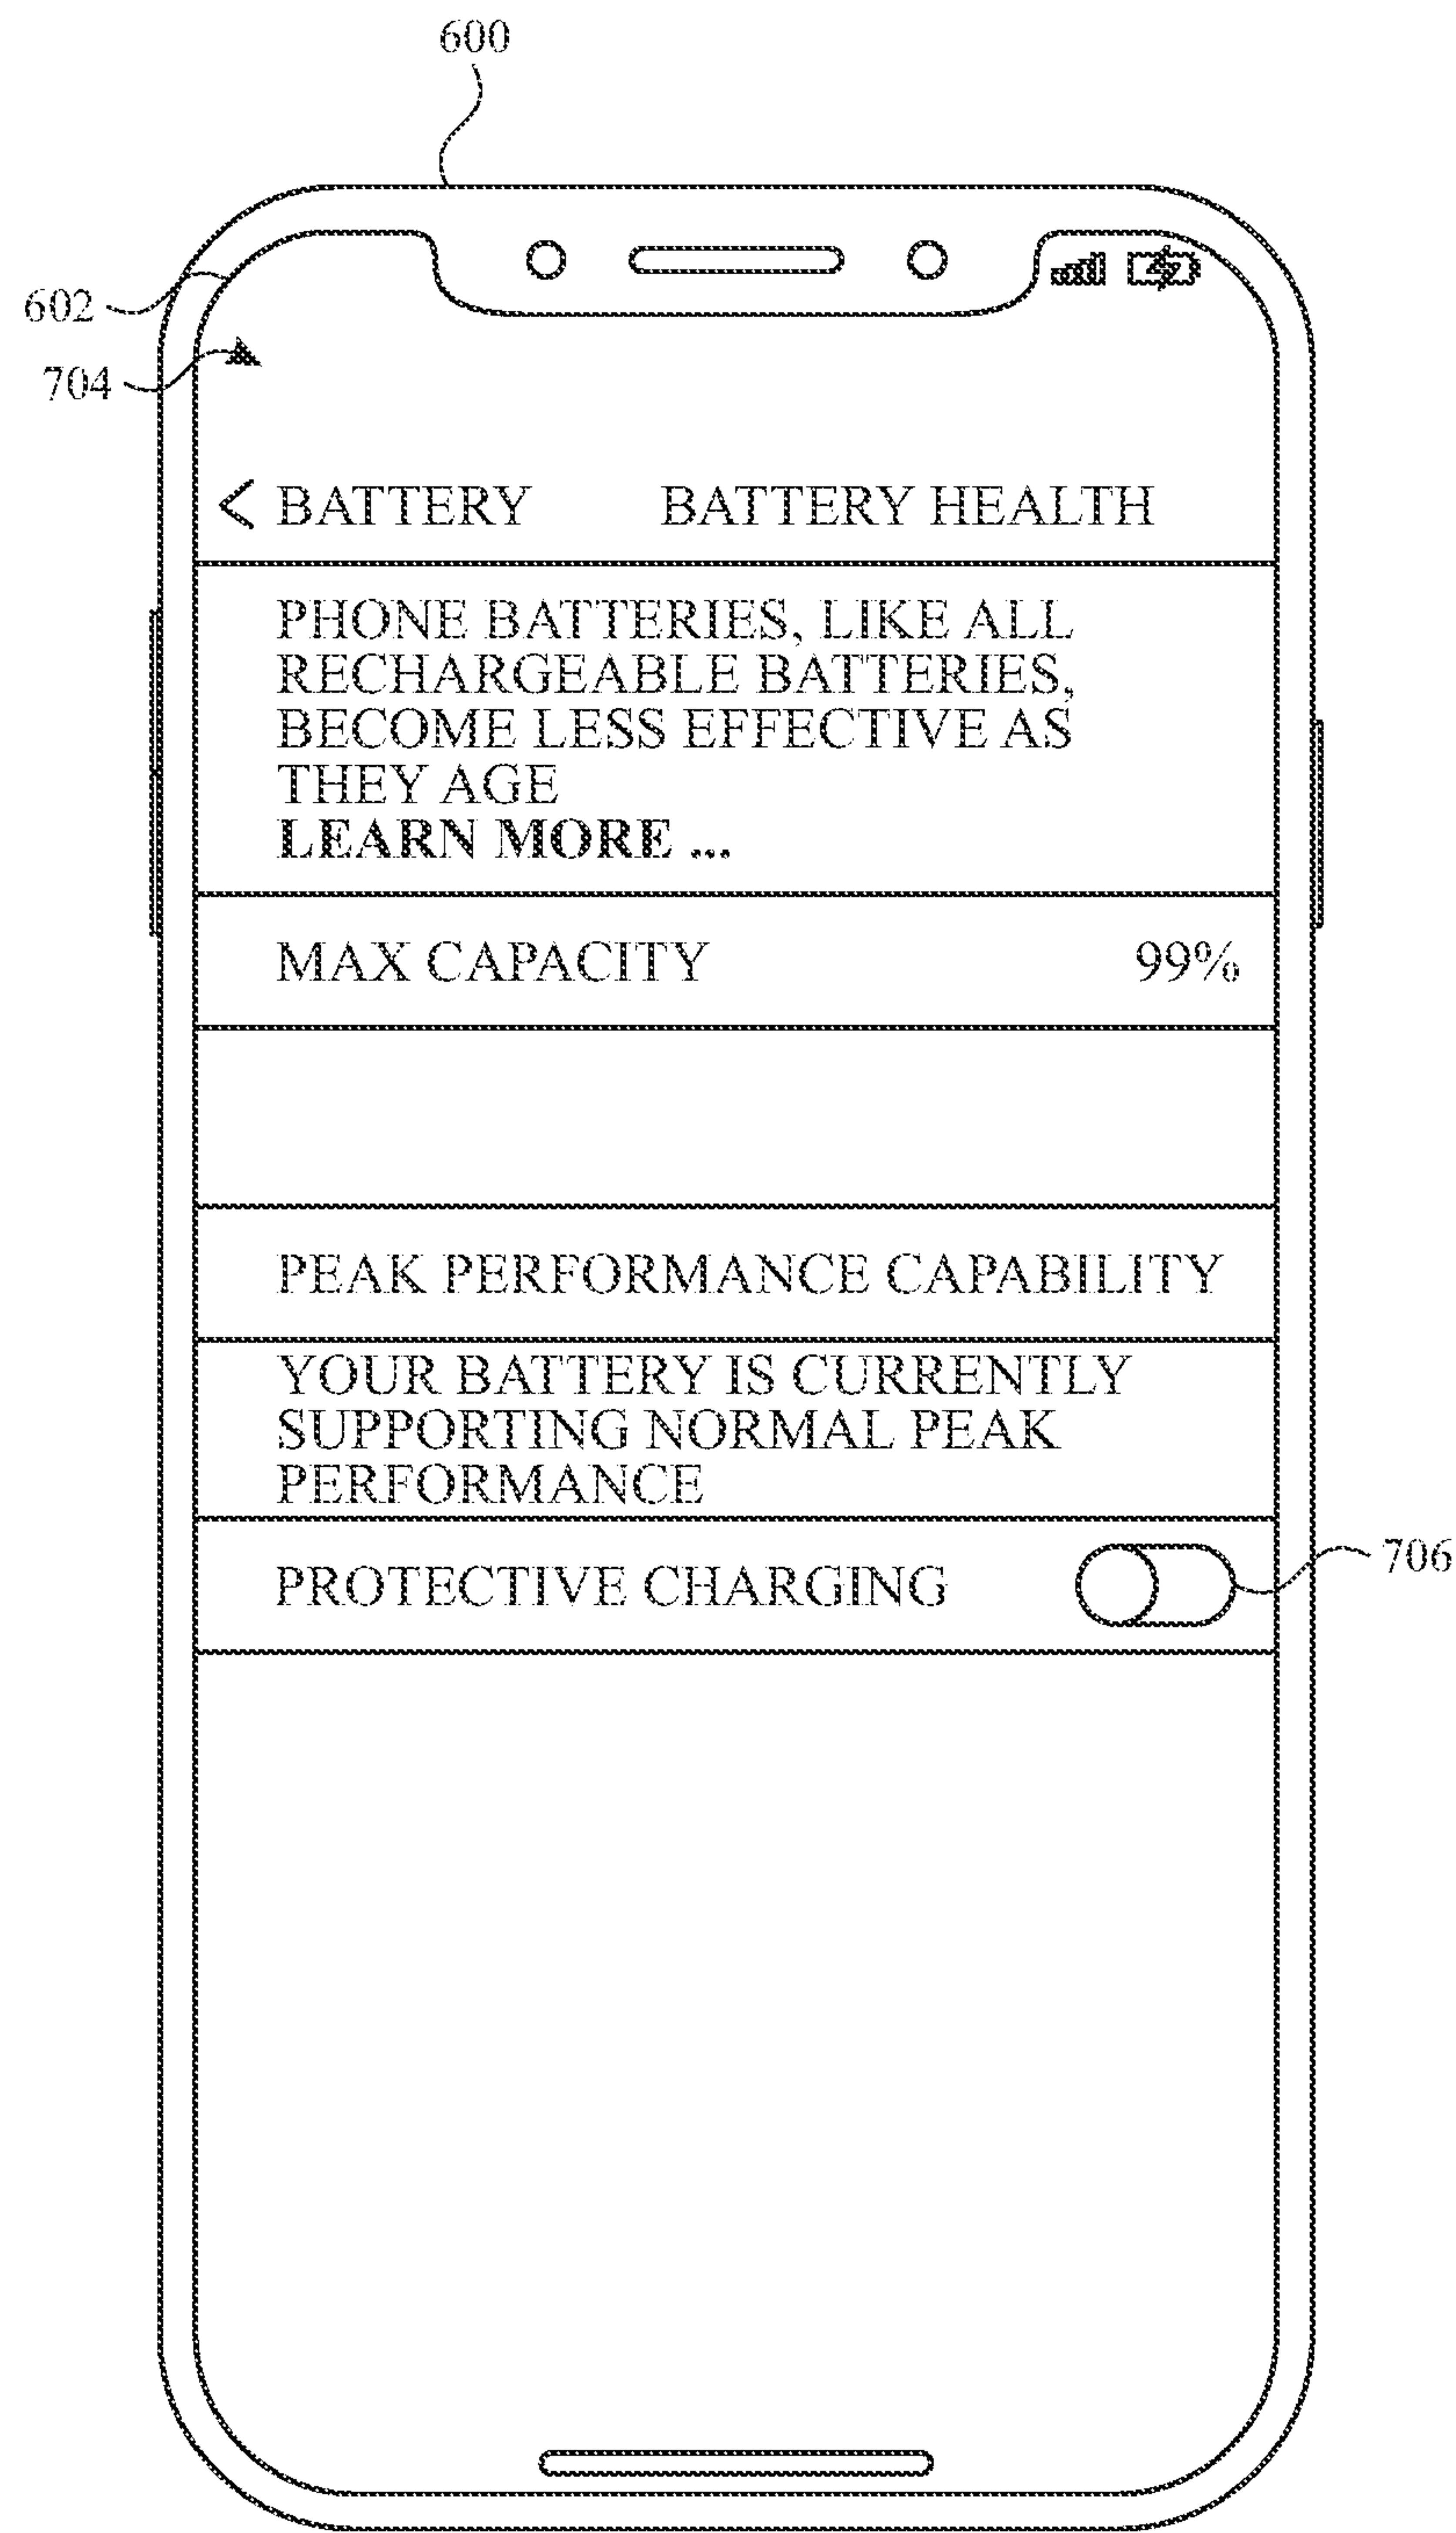 600
602
704
< BATTERY BATTERY HEALTH
PHONE BATTERIES, LIKE ALL
RECHARGEABLE BATTERIES,
BECOME LESS EFFECTIVE AS
THEY AGE
LEARN MORE ...
MAX CAPACITY 99%
PEAK PERFORMANCE CAPABILITY
YOUR BATTERY IS CURRENTLY
SUPPORTING NORMAL PEAK
PERFORMANCE
PROTECTIVE CHARGING
706